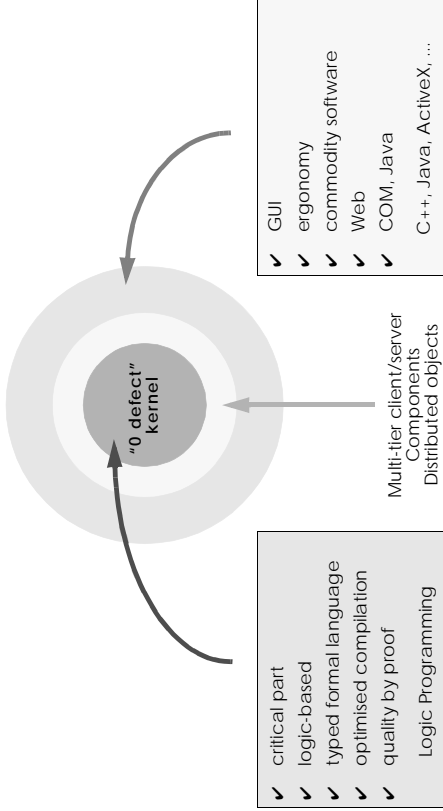 "0 defect"
kernel
✔ critical part
✔ logic-based
✔ typed formal language
✔ optimised compilation
✔ quality by proof
Logic Programming
Multi-tier client/server
Components
Distributed objects
✔ GUI
✔ ergonomy
✔ commodity software
✔ Web
✔ COM, Java
C++, Java, ActiveX, ...